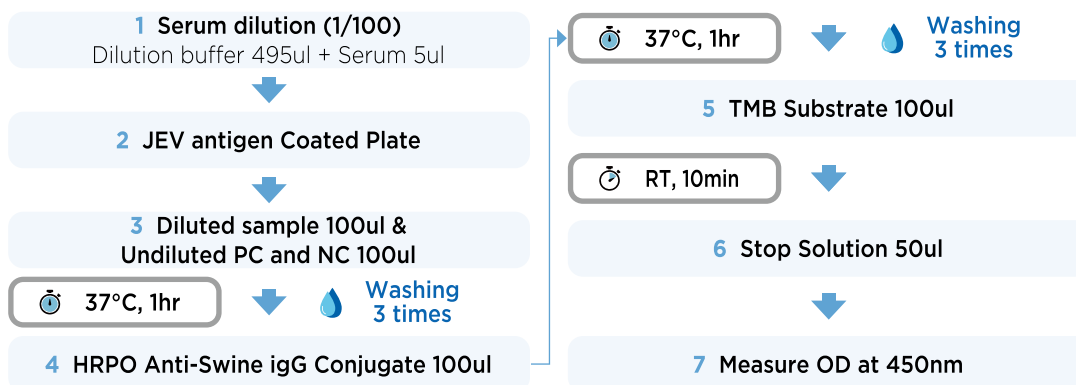 1 Serum dilution (1/100)
Dilution buffer 495ul + Serum 5ul
2 JEV antigen Coated Plate
3 Diluted sample 100ul &
Undiluted PC and NC 100ul
37°C, 1hr
Washing
3 times
4 HRPO Anti-Swine igG Conjugate 100ul
37°C, 1hr
Washing
3 times
5 TMB Substrate 100ul
RT, 10min
6 Stop Solution 50ul
7 Measure OD at 450nm